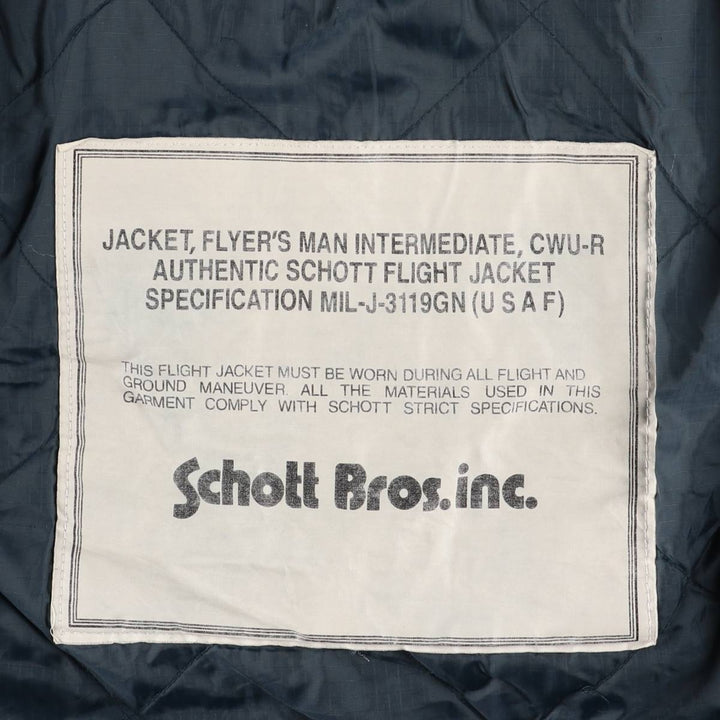 JACKET, FLYER'S MAN INTERMEDIATE, CWU-R
AUTHENTIC SCHOTT FLIGHT JACKET
SPECIFICATION MIL-J-3119GN (U S A F)
THIS FLIGHT JACKET MUST BE WORN DURING ALL FLIGHT AND
GROUND MANEUVER. ALL THE MATERIALS USED IN THIS
GARMENT COMPLY WITH SCHOTT STRICT SPECIFICATIONS.
Schott Bros. inc.